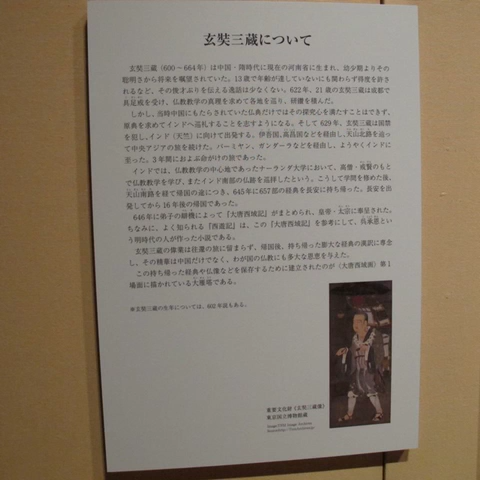 玄奘三蔵について
玄奘三蔵（600～664年）は中国・隋時代に現在の河南省に生まれ、幼少期よりその
聡明さから将来を嘱望されていた。13歳で年齢が達していないにも関わらず得度を許さ
れるなど、その優秀ぶりを伝える逸話は少なくない。622年、21歳の玄奘三蔵は成都で
具足戒を受け、仏教教学の真理を求めて各地を巡り、研鑽を積んだ。
しかし、当時中国にもたらされていた仏典だけではその探究心を満たすことはできず、
原典を求めてインドへ巡礼することを志すようになる。そして629年、玄奘三蔵は国禁
を犯し、インド（天竺）に向けて出発する。伊吾国、高昌国などを経由し、天山北路を通っ
て中央アジアの旅を続けた。バーミヤン、ガンダーラなどを経由し、ようやくインドに
至った。3年間におよぶ命がけの旅であった。
インドでは、仏教教学の中心地であったナーランダ大学において、高僧・戒賢のもと
で仏教教学を学び、またインド南部の仏跡を巡拝したという。こうして学問を修めた後、
天山南路を経て帰国の途につき、645年に657部の経典を長安に持ち帰った。長安を出
発してから16年後の帰国であった。
646年に弟子の辯機によって『大唐西域記』がまとめられ、皇帝・太宗に奉呈された。
ちなみに、よく知られる『西遊記』は、この『大唐西域記』を参考にして、呉承恩とい
う明時代の人が作った小説である。
玄奘三蔵の偉業は往還の旅に留まらず、帰国後、持ち帰った膨大な経典の漢訳に専念
し、その精華は中国だけでなく、わが国の仏教にも多大な恩恵を与えた。
この持ち帰った経典や仏像などを保存するために建立されたのが〈大唐西域画〉第1
場面に描かれている大雁塔である。
※玄奘三蔵の生年については、602年説もある。
重要文化財《玄奘三蔵像》
東京国立博物館蔵